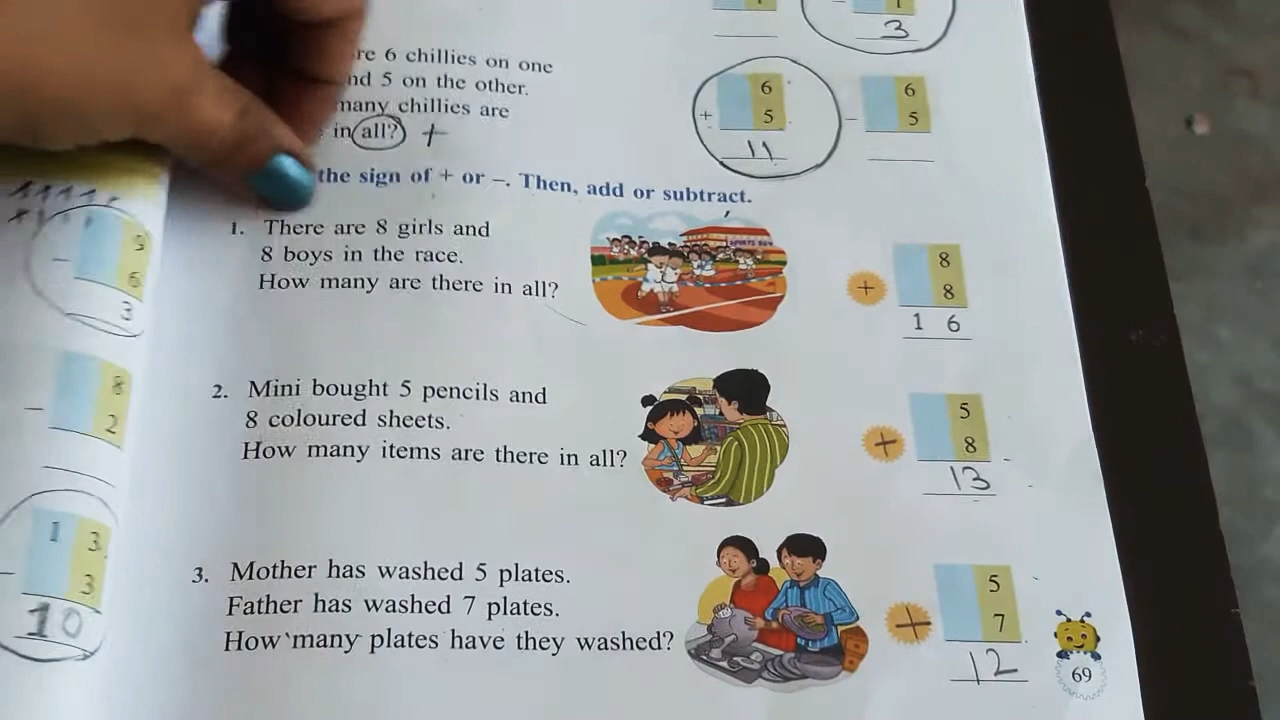 3
re 6 chillies on one
nd 5 on the other.
many chillies are
in all? +
6
+ 5
11
6
- 5
the sign of + or –. Then, add or subtract.
9
- 6
3
8
- 2
1 3
- 3
10
1. There are 8 girls and
8 boys in the race.
How many are there in all?
SPORTS DAY
8
+ 8
1 6
2. Mini bought 5 pencils and
8 coloured sheets.
How many items are there in all?
5
+ 8
13
3. Mother has washed 5 plates.
Father has washed 7 plates.
How many plates have they washed?
5
+ 7
12
69